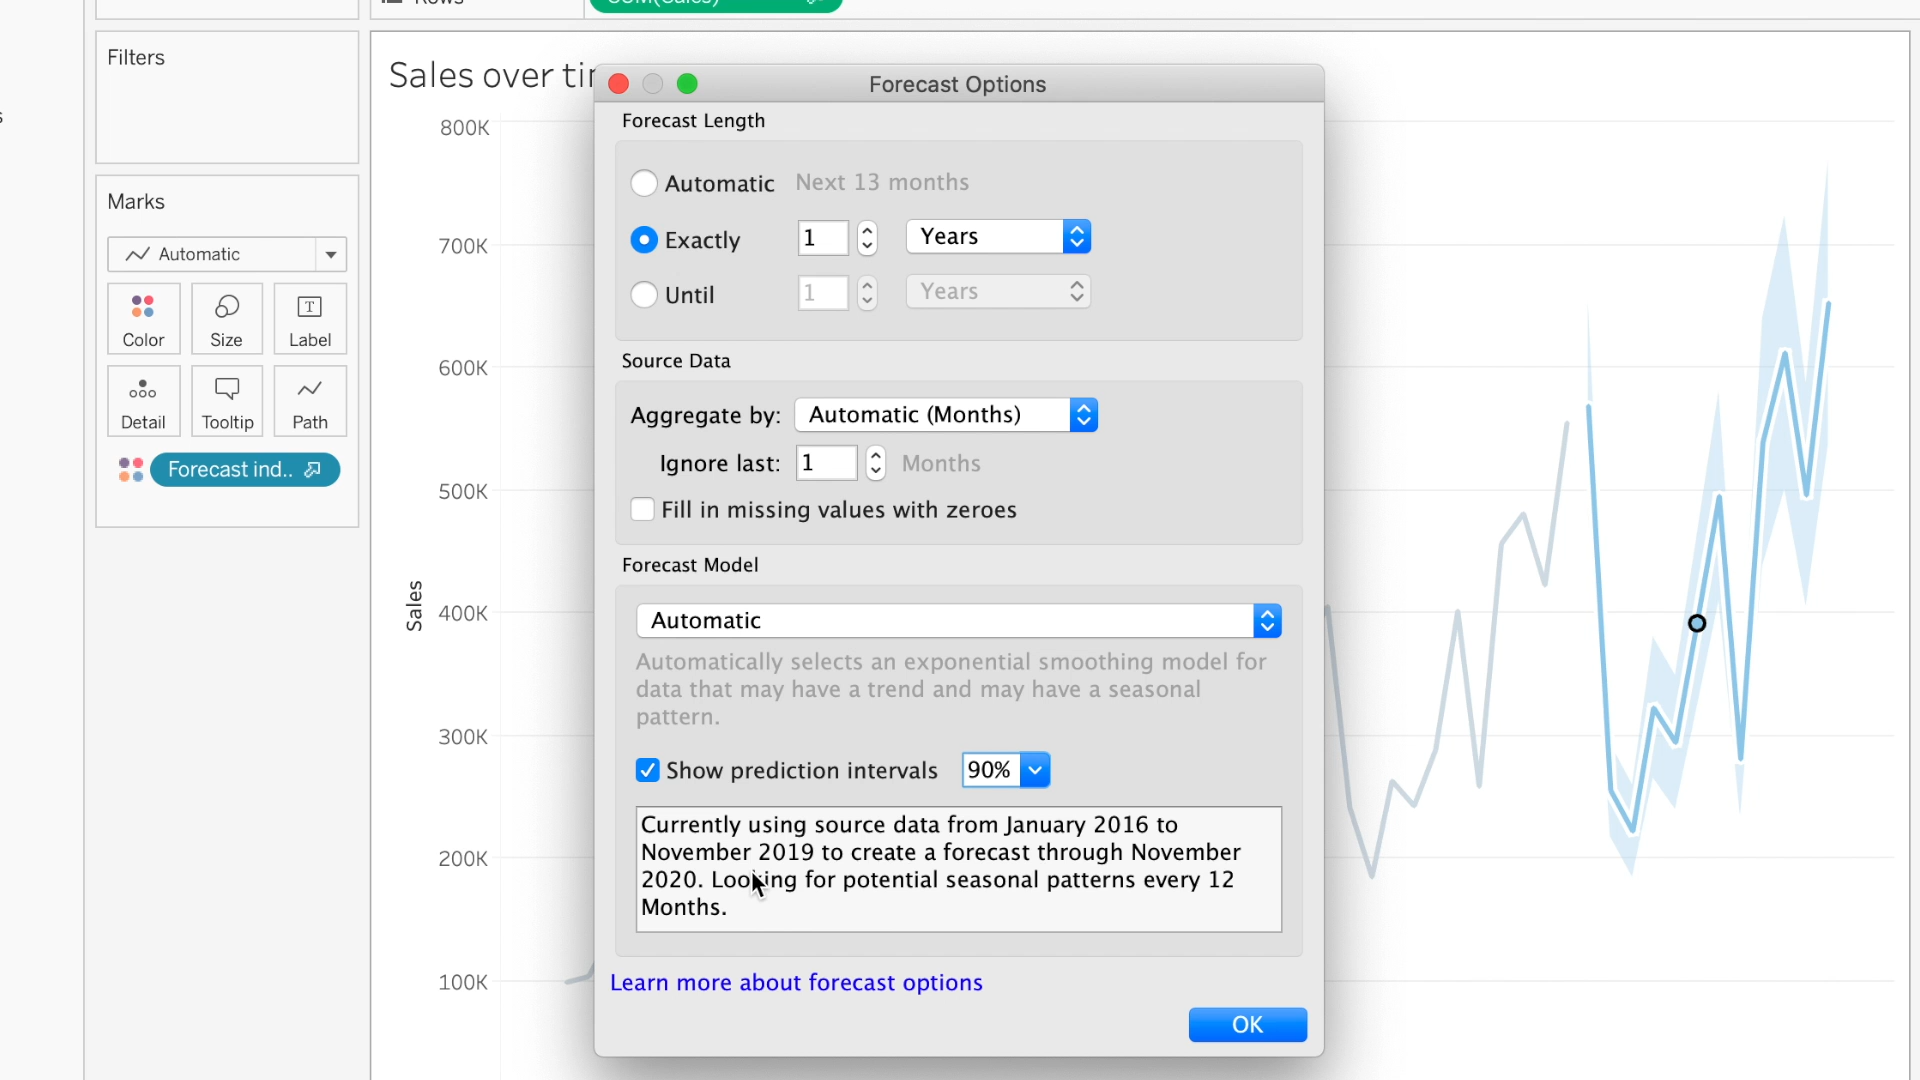 Filters
Marks
Automatic
Color
Size
T
Label
Detail
Tooltip
Path
Forecast ind..
Sales over
800K
700K
600K
500K
400K
300K
200K
100K
Sales
Forecast Options
Forecast Length
Automatic Next 13 months
Exactly 1 Years
Until 1 Years
Source Data
Aggregate by: Automatic (Months)
Ignore last: 1 Months
Fill in missing values with zeroes
Forecast Model
Automatic
Automatically selects an exponential smoothing model for
data that may have a trend and may have a seasonal
pattern.
Show prediction intervals 90%
Currently using source data from January 2016 to
November 2019 to create a forecast through November
2020. Looking for potential seasonal patterns every 12
Months.
Learn more about forecast options
OK